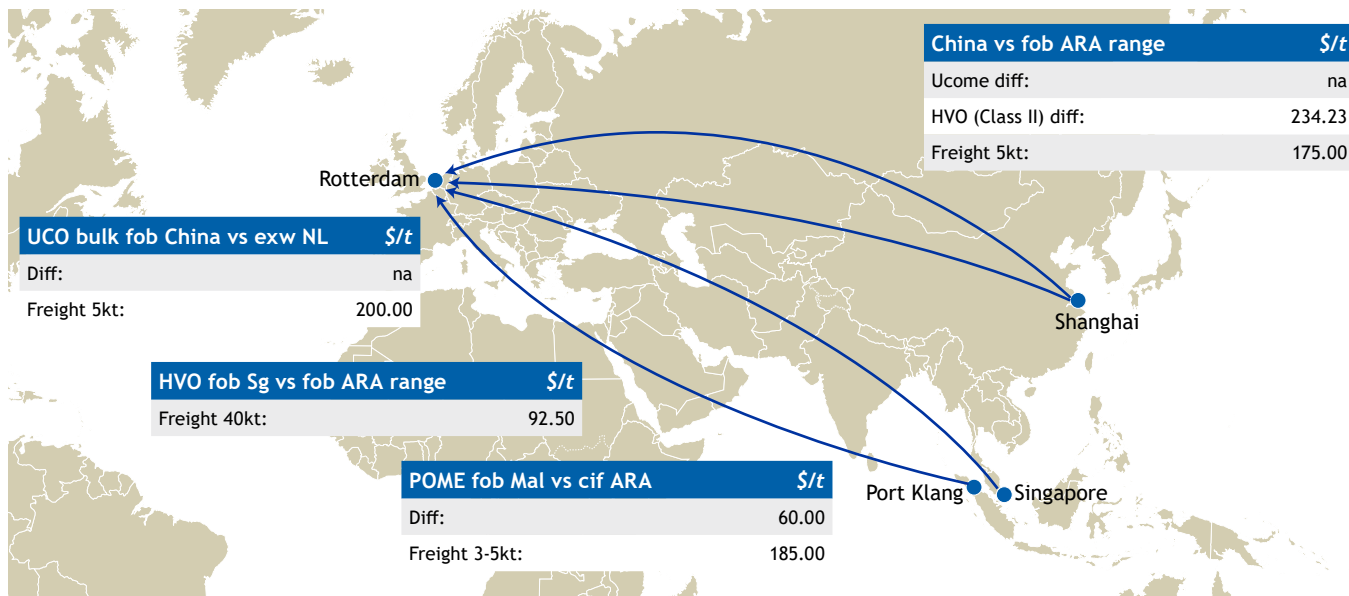 China vs fob ARA range $/t
Ucome diff: na
HVO (Class II) diff: 234.23
Freight 5kt: 175.00
Rotterdam
UCO bulk fob China vs exw NL $/t
Diff: na
Freight 5kt: 200.00
Shanghai
HVO fob Sg vs fob ARA range $/t
Freight 40kt: 92.50
POME fob Mal vs cif ARA $/t
Diff: 60.00
Freight 3-5kt: 185.00
Port Klang
Singapore